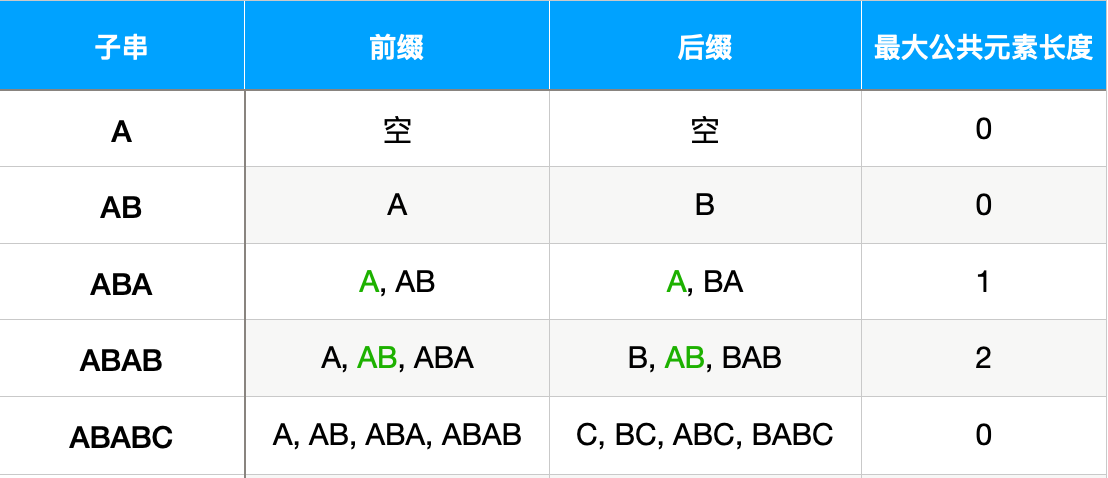 子串 前缀 后缀 最大公共元素长度
A 空 空 0
AB A B 0
ABA A, AB A, BA 1
ABAB A, AB, ABA B, AB, BAB 2
ABABC A, AB, ABA, ABAB C, BC, ABC, BABC 0